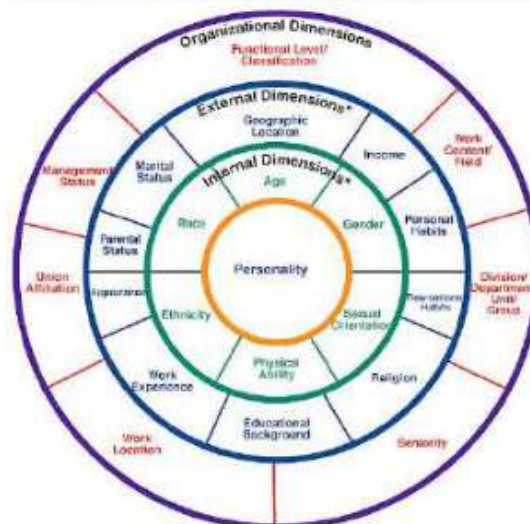 Organizational Dimensions
Functional Level/
Classification
External Dimensions*
Geographic
Location
Marital
Status
Income
Management
Status
Work
Content/
Field
Internal Dimensions*
Age
Race
Gender
Parental
Status
Personal
Habits
Personality
Union
Affiliation
Division/
Department
Unit/
Group
Appearance
Recreational
Habits
Ethnicity
Sexual
Orientation
Physical
Ability
Work
Experience
Religion
Educational
Background
Work
Location
Seniority